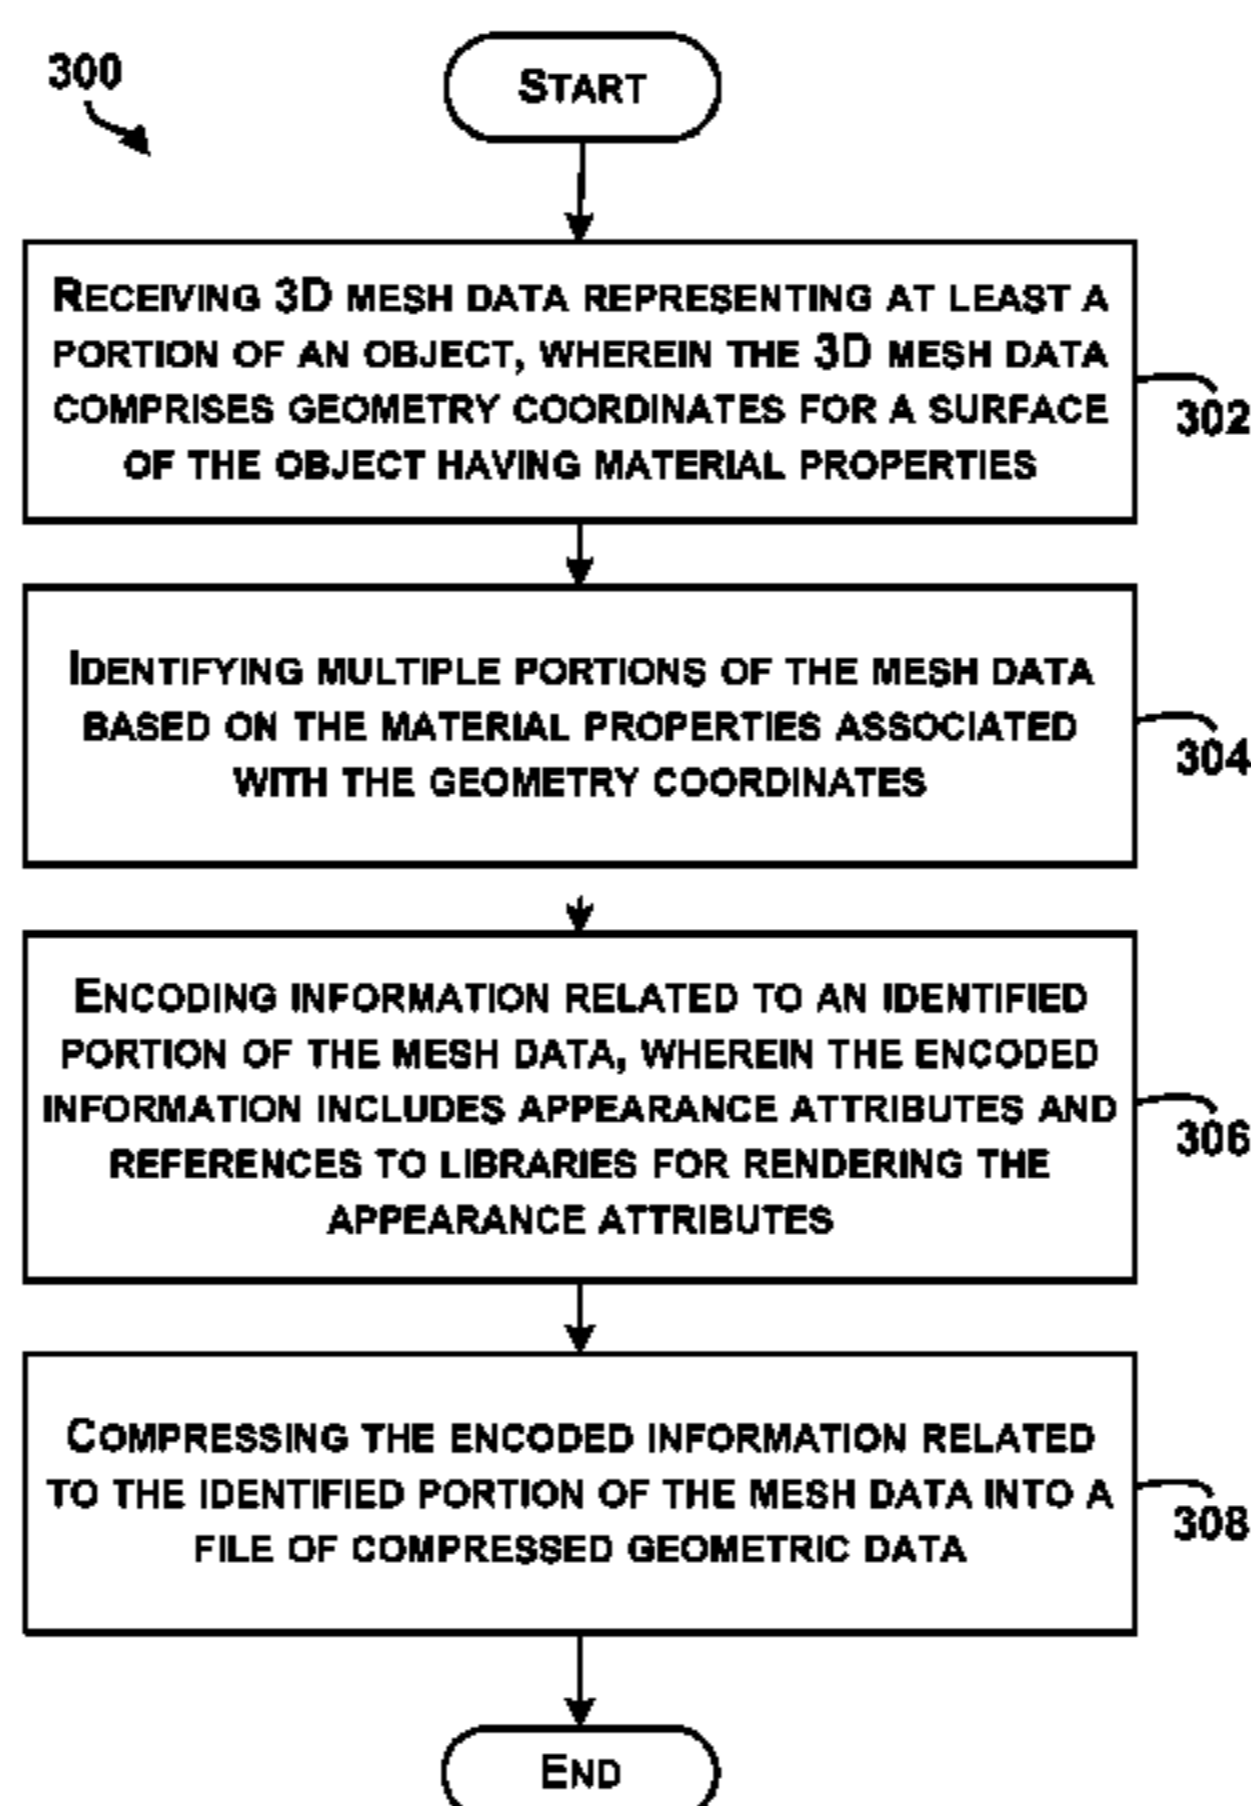 300
START
RECEIVING 3D MESH DATA REPRESENTING AT LEAST A
PORTION OF AN OBJECT, WHEREIN THE 3D MESH DATA
COMPRISES GEOMETRY COORDINATES FOR A SURFACE
OF THE OBJECT HAVING MATERIAL PROPERTIES
302
IDENTIFYING MULTIPLE PORTIONS OF THE MESH DATA
BASED ON THE MATERIAL PROPERTIES ASSOCIATED
WITH THE GEOMETRY COORDINATES
304
ENCODING INFORMATION RELATED TO AN IDENTIFIED
PORTION OF THE MESH DATA, WHEREIN THE ENCODED
INFORMATION INCLUDES APPEARANCE ATTRIBUTES AND
REFERENCES TO LIBRARIES FOR RENDERING THE
APPEARANCE ATTRIBUTES
306
COMPRESSING THE ENCODED INFORMATION RELATED
TO THE IDENTIFIED PORTION OF THE MESH DATA INTO A
FILE OF COMPRESSED GEOMETRIC DATA
308
END